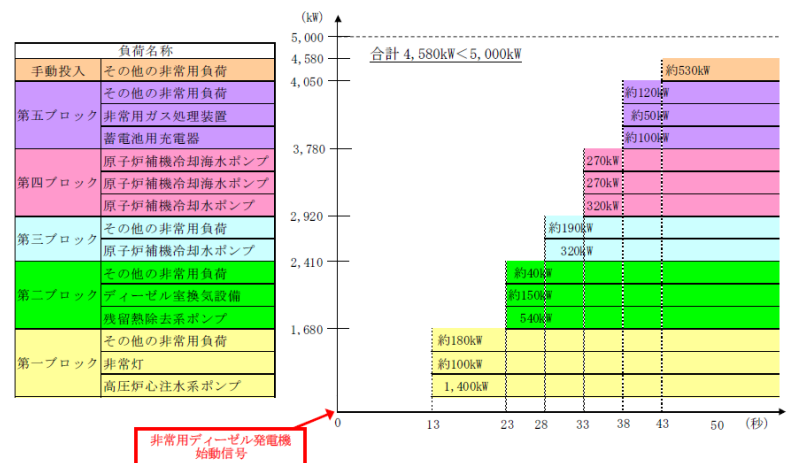 (kW)
5,000
合計 4,580kW＜5,000kW
負荷名称
4,580
手動投入 その他の非常用負荷 約530kW
4,050
第五ブロック
その他の非常用負荷 約120kW
非常用ガス処理装置 約50kW
蓄電池用充電器 約100kW
3,780
第四ブロック
原子炉補機冷却海水ポンプ 270kW
原子炉補機冷却海水ポンプ 270kW
原子炉補機冷却水ポンプ 320kW
2,920
第三ブロック
その他の非常用負荷 約190kW
原子炉補機冷却水ポンプ 320kW
2,410
第二ブロック
その他の非常用負荷 約40kW
ディーゼル室換気設備 約150kW
残留熱除去系ポンプ 540kW
1,680
第一ブロック
その他の非常用負荷 約180kW
非常灯 約100kW
高圧炉心注水系ポンプ 1,400kW
0 13 23 28 33 38 43 50 (秒)
非常用ディーゼル発電機
始動信号